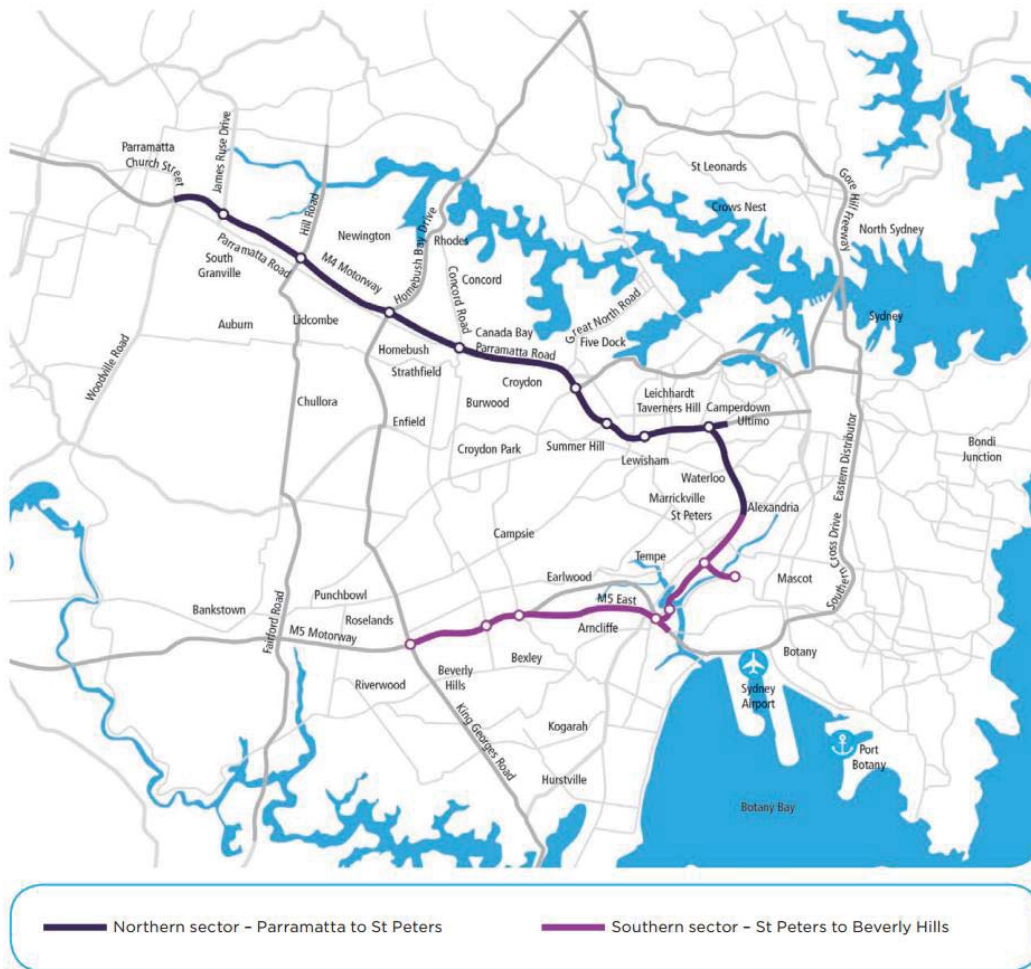 Parramatta
Church Street
James Ruse Drive
Hill Road
Homebush Bay Drive
St Leonards
Crows Nest
Gore Hill Freeway
North Sydney
Newington
Rhodes
South
Granville
Parramatta Road
M4 Motorway
Concord Road
Concord
Great North Road
Sydney
Auburn
Lidcombe
Canada Bay
Parramatta Road
Five Dock
Woodville Road
Homebush
Strathfield
Croydon
Leichhardt
Taverners Hill
Camperdown
Ultimo
Chullora
Burwood
Enfield
Croydon Park
Summer Hill
Lewisham
Eastern Distributor
Bondi
Junction
Waterloo
Marrickville
St Peters
Alexandria
Campsie
Tempe
Southern Cross Drive
Earlwood
Mascot
Punchbowl
Bankstown
Roselands
M5 East
Fairford Road
M5 Motorway
Arncliffe
Botany
Bexley
Beverly
Hills
Riverwood
Sydney
Airport
King Georges Road
Kogarah
Port
Botany
Hurstville
Botany Bay
Northern sector – Parramatta to St Peters
Southern sector – St Peters to Beverly Hills